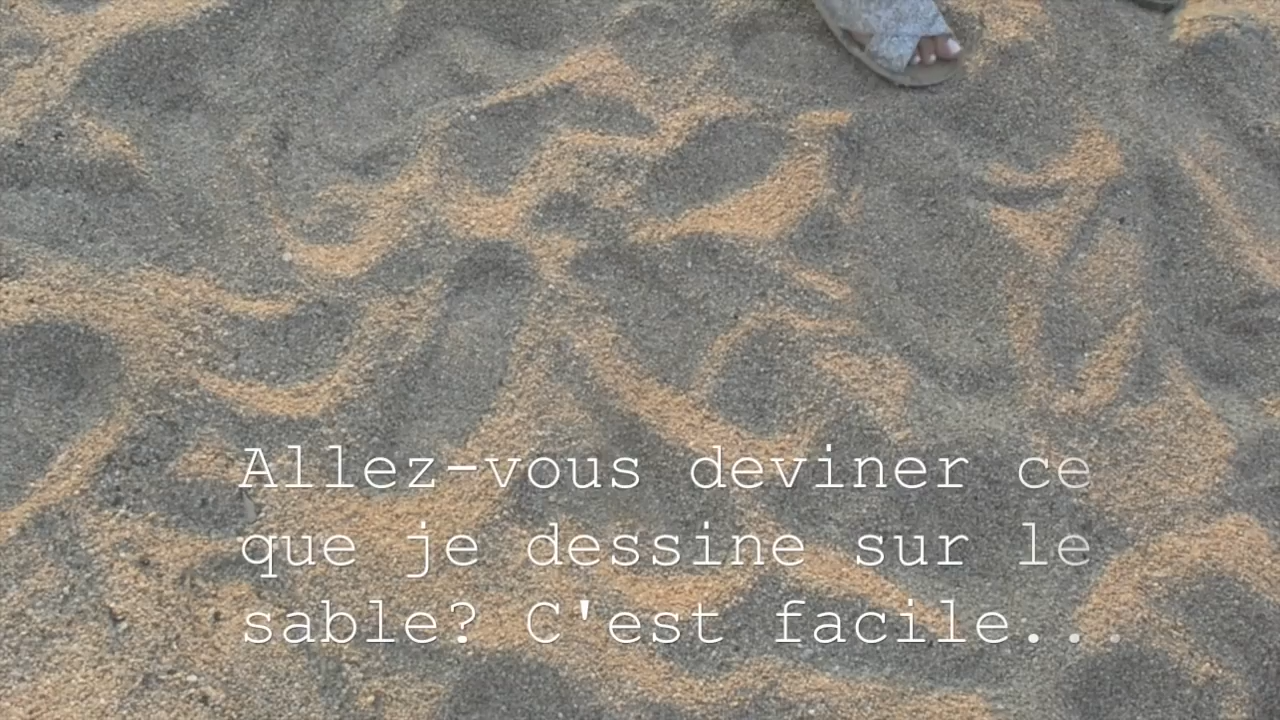 Allez-vous deviner ce
que je dessine sur le
sable? C'est facile...